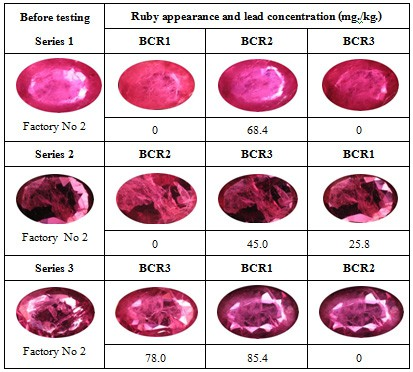 Before testing
Ruby appearance and lead concentration (mg./kg.)
Series 1
BCR1
BCR2
BCR3
Factory No 2
0
68.4
0
Series 2
BCR2
BCR3
BCR1
Factory No 2
0
45.0
25.8
Series 3
BCR3
BCR1
BCR2
Factory No 2
78.0
85.4
0